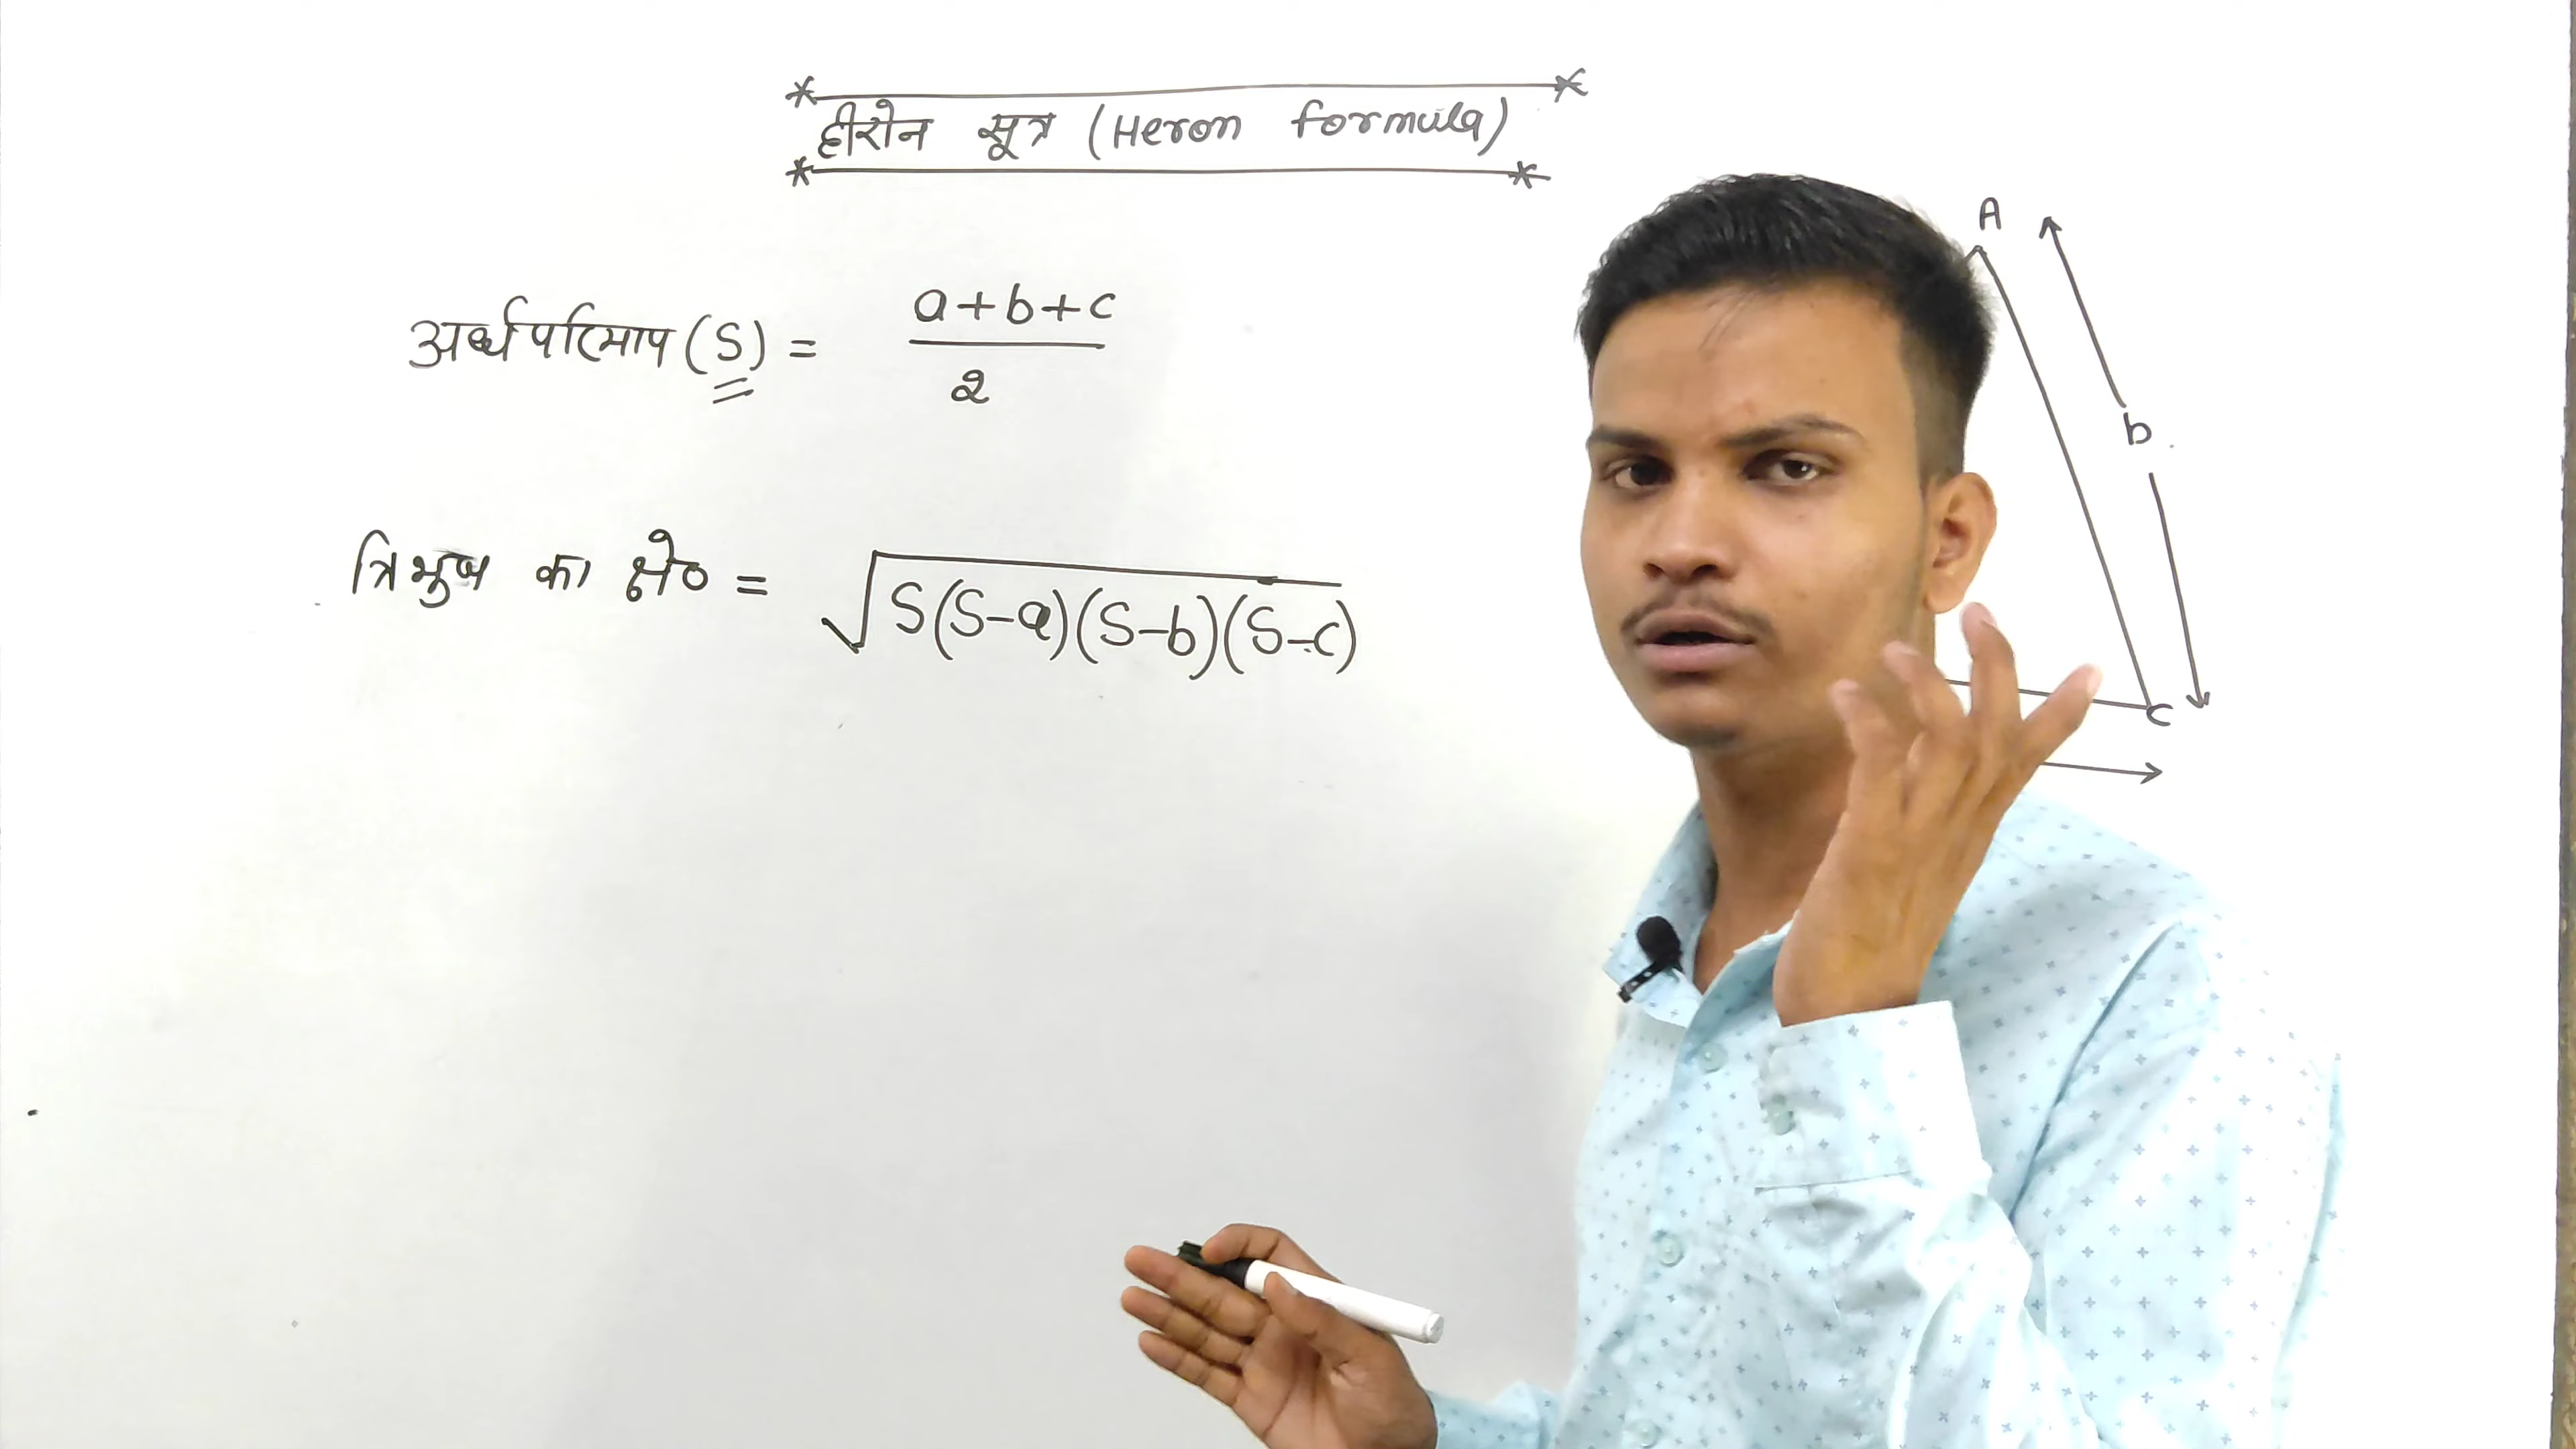 हीरोन सूत्र (Heron formula)
अर्धपरिमाप (S) = a+b+c / 2
त्रिभुज का क्षे० = √S(S-a)(S-b)(S-c)
A
b
C